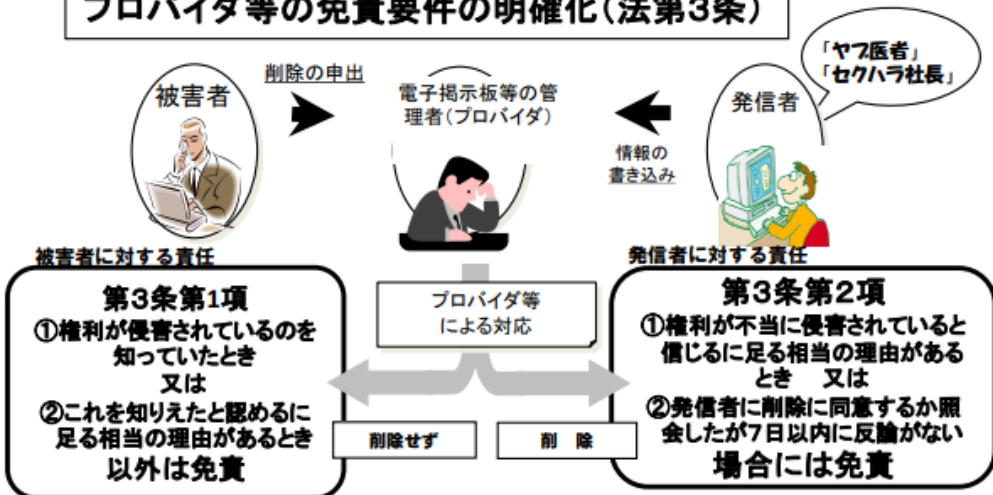 プロバイダ等の免責要件の明確化（法第３条）
「ヤブ医者」
「セクハラ社長」
被害者
削除の申出
電子掲示板等の管
理者（プロバイダ）
発信者
情報の
書き込み
被害者に対する責任
発信者に対する責任
第３条第1項
①権利が侵害されているのを
知っていたとき
又は
②これを知りえたと認めるに
足る相当の理由があるとき
以外は免責
プロバイダ等
による対応
削除せず
削　除
第３条第２項
①権利が不当に侵害されていると
信じるに足る相当の理由がある
とき　又は
②発信者に削除に同意するか照
会したが７日以内に反論がない
場合には免責